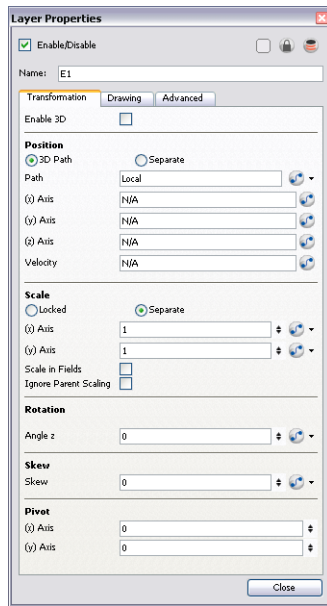 Layer Properties
Enable/Disable
Name: E1
Transformation Drawing Advanced
Enable 3D
Position
3D Path Separate
Path Local
(x) Axis N/A
(y) Axis N/A
(z) Axis N/A
Velocity N/A
Scale
Locked Separate
(x) Axis 1
(y) Axis 1
Scale in Fields
Ignore Parent Scaling
Rotation
Angle z 0
Skew
Skew 0
Pivot
(x) Axis 0
(y) Axis 0
Close